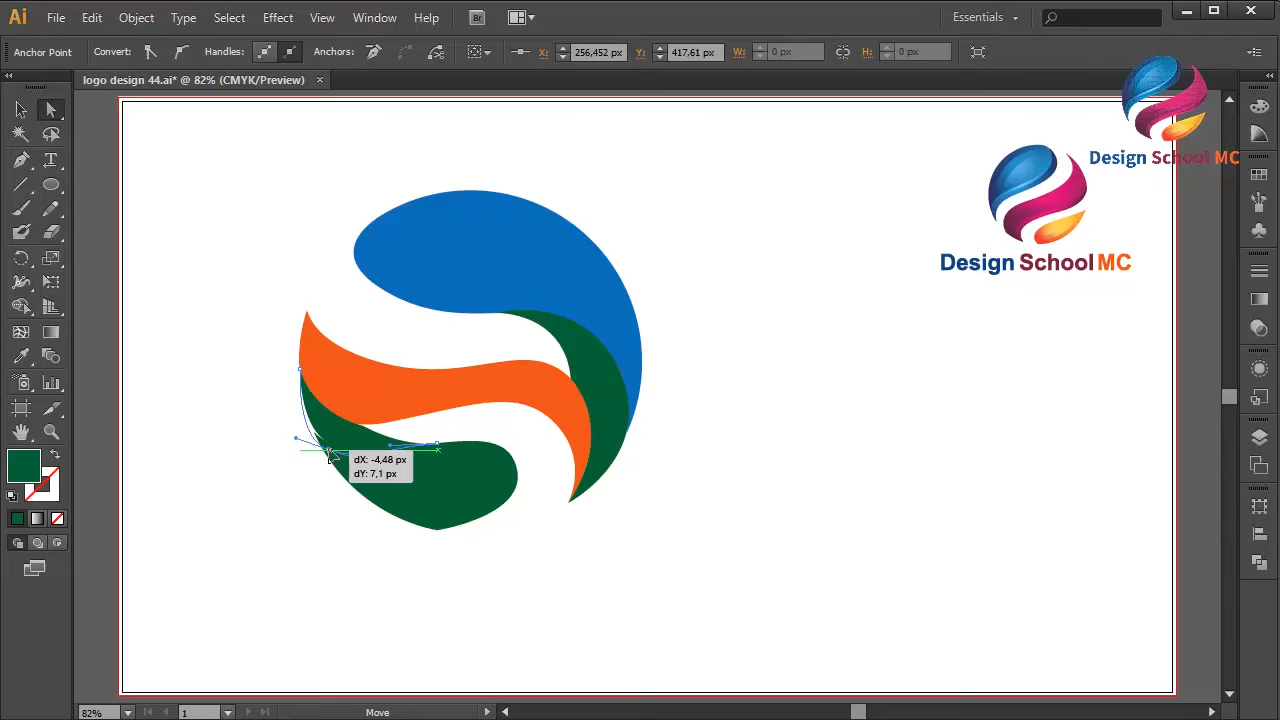 Ai File Edit Object Type Select Effect View Window Help Br Essentials
Anchor Point Convert: Handles: Anchors: X: 256,452 px Y: 417,61 px W: 0 px H: 0 px
logo design 44.ai* @ 82% (CMYK/Preview) ×
Design School MC
Design School MC
dX: -4,48 px
dY: 7,1 px
82% 1 Move